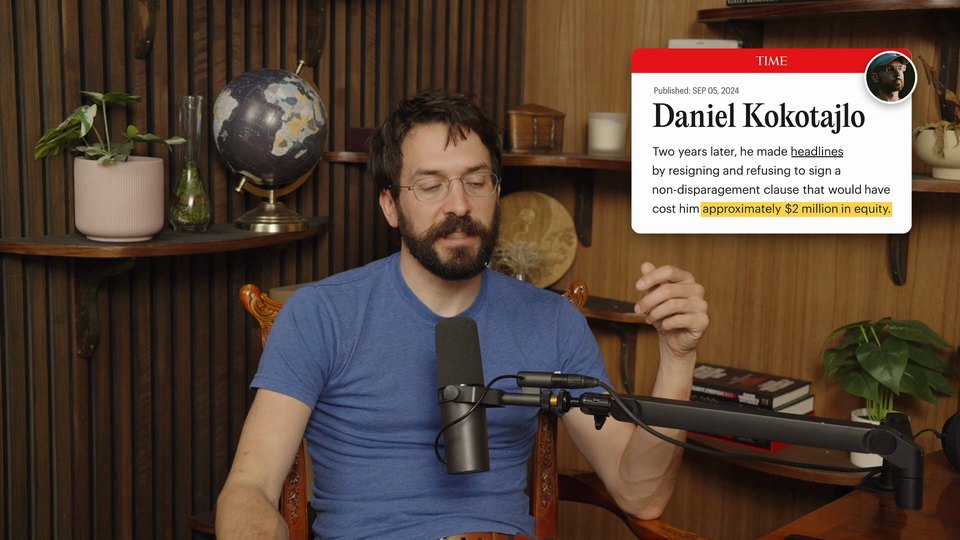 TIME
Published: SEP 05, 2024
Daniel Kokotajlo
Two years later, he made headlines
by resigning and refusing to sign a
non-disparagement clause that would have
cost him approximately $2 million in equity.